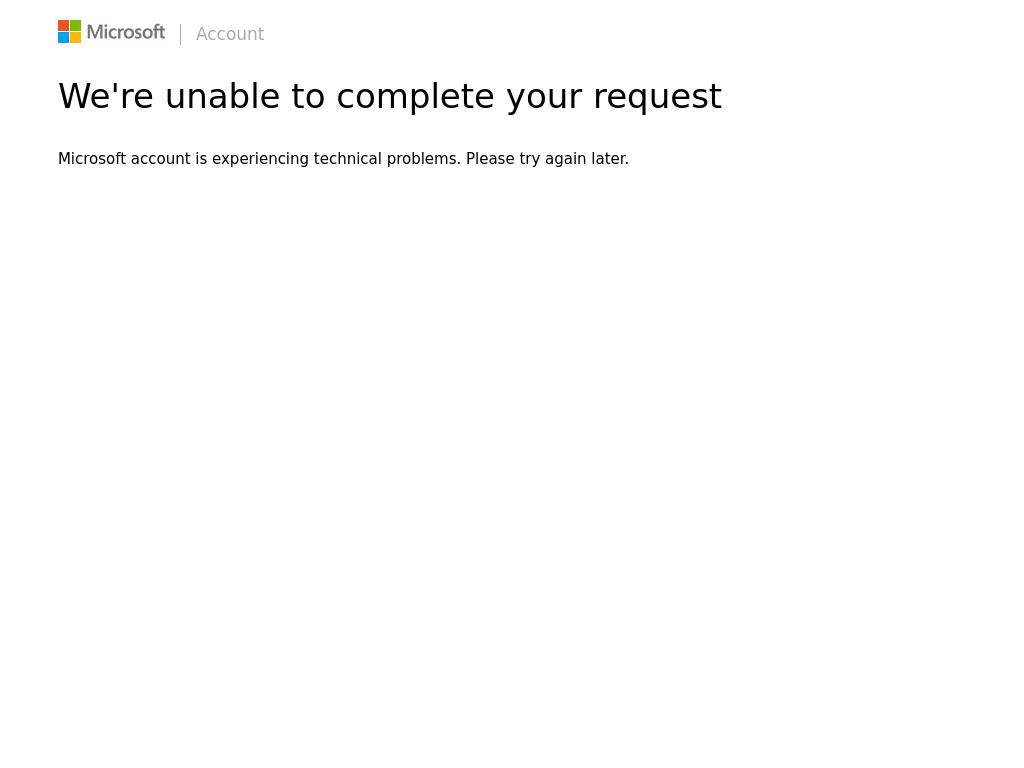 Microsoft | Account
We're unable to complete your request
Microsoft account is experiencing technical problems. Please try again later.